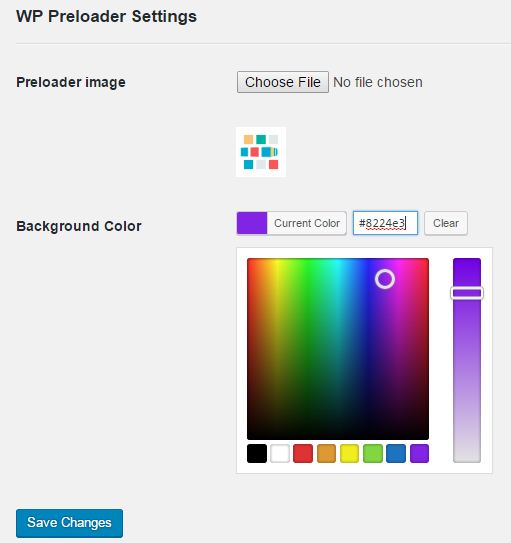 WP Preloader Settings
Preloader image Choose File No file chosen
Background Color Current Color #8224e3 Clear
Save Changes